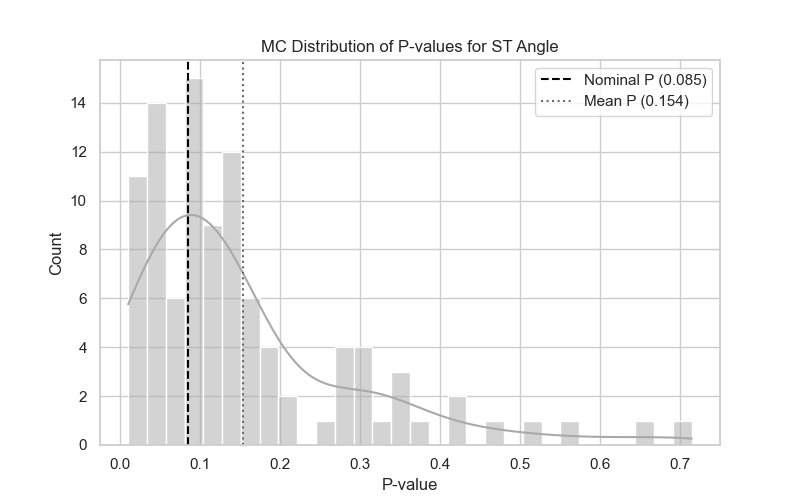 MC Distribution of P-values for ST Angle
Nominal P (0.085)
Mean P (0.154)
Count
14
12
10
8
6
4
2
0
0.0 0.1 0.2 0.3 0.4 0.5 0.6 0.7
P-value